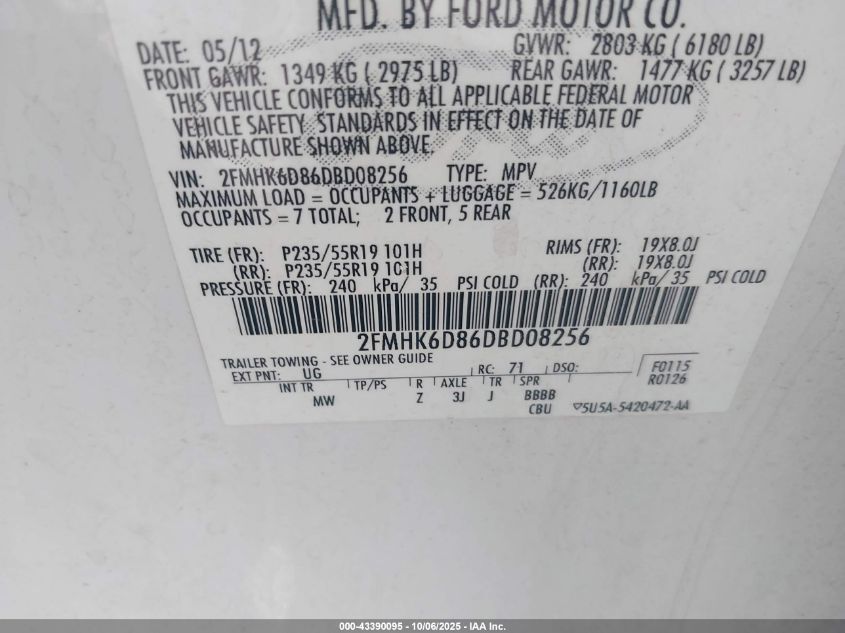 MFD. BY FORD MOTOR CO.
DATE: 05/12 GVWR: 2803 KG ( 6180 LB)
FRONT GAWR: 1349 KG ( 2975 LB) REAR GAWR: 1477 KG ( 3257 LB)
THIS VEHICLE CONFORMS TO ALL APPLICABLE FEDERAL MOTOR
VEHICLE SAFETY STANDARDS IN EFFECT ON THE DATE OF
MANUFACTURE SHOWN ABOVE.
VIN: 2FMHK6D86DBD08256 TYPE: MPV
MAXIMUM LOAD = OCCUPANTS + LUGGAGE = 526KG/1160LB
OCCUPANTS = 7 TOTAL; 2 FRONT, 5 REAR
TIRE (FR): P235/55R19 101H RIMS (FR): 19X8.0J
(RR): P235/55R19 101H (RR): 19X8.0J
PRESSURE (FR): 240 kPa/ 35 PSI COLD (RR): 240 kPa/ 35 PSI COLD
2FMHK6D86DBD08256
TRAILER TOWING - SEE OWNER GUIDE
EXT PNT: UG RC: 71 DSO: F0115
R0126
INT TR TP/PS R AXLE TR SPR
MW Z 3J J BBBB
CBU 5U5A-5420472-AA
000-43390095 - 10/06/2025 - IAA Inc.